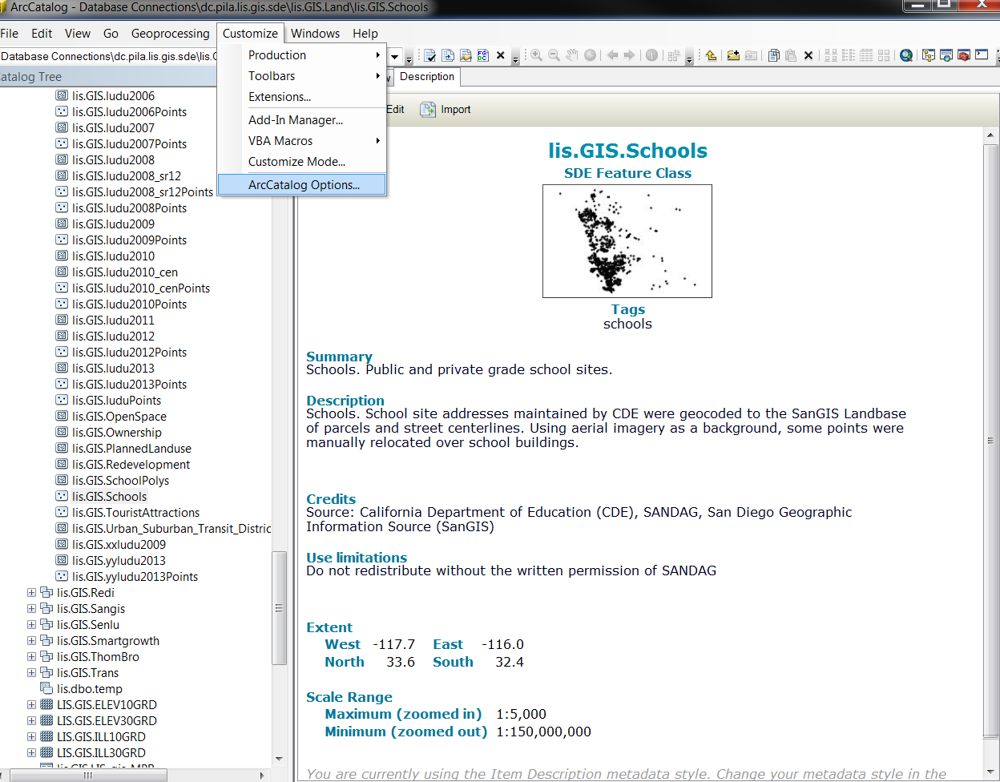 ArcCatalog - Database Connections\dc.pila.lis.gis.sde\lis.GIS.Land\lis.GIS.Schools
File Edit View Go Geoprocessing Customize Windows Help
Database Connections\dc.pila.lis.gis.sde\lis.
Production
Toolbars
Extensions...
Add-In Manager...
VBA Macros
Customize Mode...
ArcCatalog Options...
Catalog Tree
lis.GIS.ludu2006
lis.GIS.ludu2006Points
lis.GIS.ludu2007
lis.GIS.ludu2007Points
lis.GIS.ludu2008
lis.GIS.ludu2008_sr12
lis.GIS.ludu2008_sr12Points
lis.GIS.ludu2008Points
lis.GIS.ludu2009
lis.GIS.ludu2009Points
lis.GIS.ludu2010
lis.GIS.ludu2010_cen
lis.GIS.ludu2010_cenPoints
lis.GIS.ludu2010Points
lis.GIS.ludu2011
lis.GIS.ludu2012
lis.GIS.ludu2012Points
lis.GIS.ludu2013
lis.GIS.ludu2013Points
lis.GIS.luduPoints
lis.GIS.OpenSpace
lis.GIS.Ownership
lis.GIS.PlannedLanduse
lis.GIS.Redevelopment
lis.GIS.SchoolPolys
lis.GIS.Schools
lis.GIS.TouristAttractions
lis.GIS.Urban_Suburban_Transit_Distric
lis.GIS.xxludu2009
lis.GIS.yyludu2013
lis.GIS.yyludu2013Points
lis.GIS.Redi
lis.GIS.Sangis
lis.GIS.Senlu
lis.GIS.Smartgrowth
lis.GIS.ThomBro
lis.GIS.Trans
lis.dbo.temp
LIS.GIS.ELEV10GRD
LIS.GIS.ELEV30GRD
LIS.GIS.ILL10GRD
LIS.GIS.ILL30GRD
Description
Edit Import
lis.GIS.Schools
SDE Feature Class
Tags
schools
Summary
Schools. Public and private grade school sites.
Description
Schools. School site addresses maintained by CDE were geocoded to the SanGIS Landbase
of parcels and street centerlines. Using aerial imagery as a background, some points were
manually relocated over school buildings.
Credits
Source: California Department of Education (CDE), SANDAG, San Diego Geographic
Information Source (SanGIS)
Use limitations
Do not redistribute without the written permission of SANDAG
Extent
West -117.7 East -116.0
North 33.6 South 32.4
Scale Range
Maximum (zoomed in) 1:5,000
Minimum (zoomed out) 1:150,000,000
You are currently using the Item Description metadata style. Change your metadata style in the